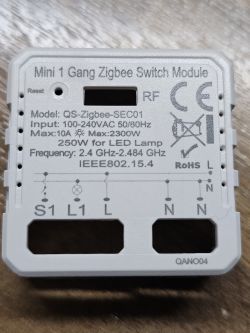 Mini 1 Gang Zigbee Switch Module
Reset
RF
CE
Model: QS-Zigbee-SEC01
Input: 100-240VAC 50/60Hz
Max:10A Max:2300W
250W for LED Lamp
Frequency: 2.4 GHz-2.484 GHz
IEEE802.15.4
RoHS
L
N
S1 L1 L N N
QANO04